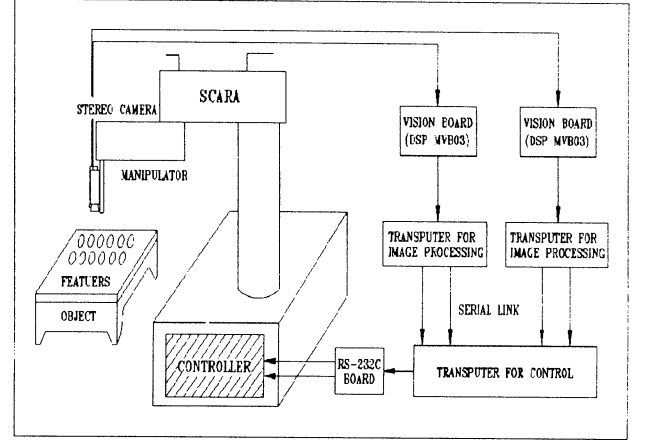 SCARA
STEREO CAMERA
MANIPULATOR
VISION BOARD
(DSP MVB03)
VISION BOARD
(DSP MVB03)
TRANSPUTER FOR
IMAGE PROCESSING
TRANSPUTER FOR
IMAGE PROCESSING
FEATUERS
OBJECT
SERIAL LINK
CONTROLLER
RS-232C
BOARD
TRANSPUTER FOR CONTROL